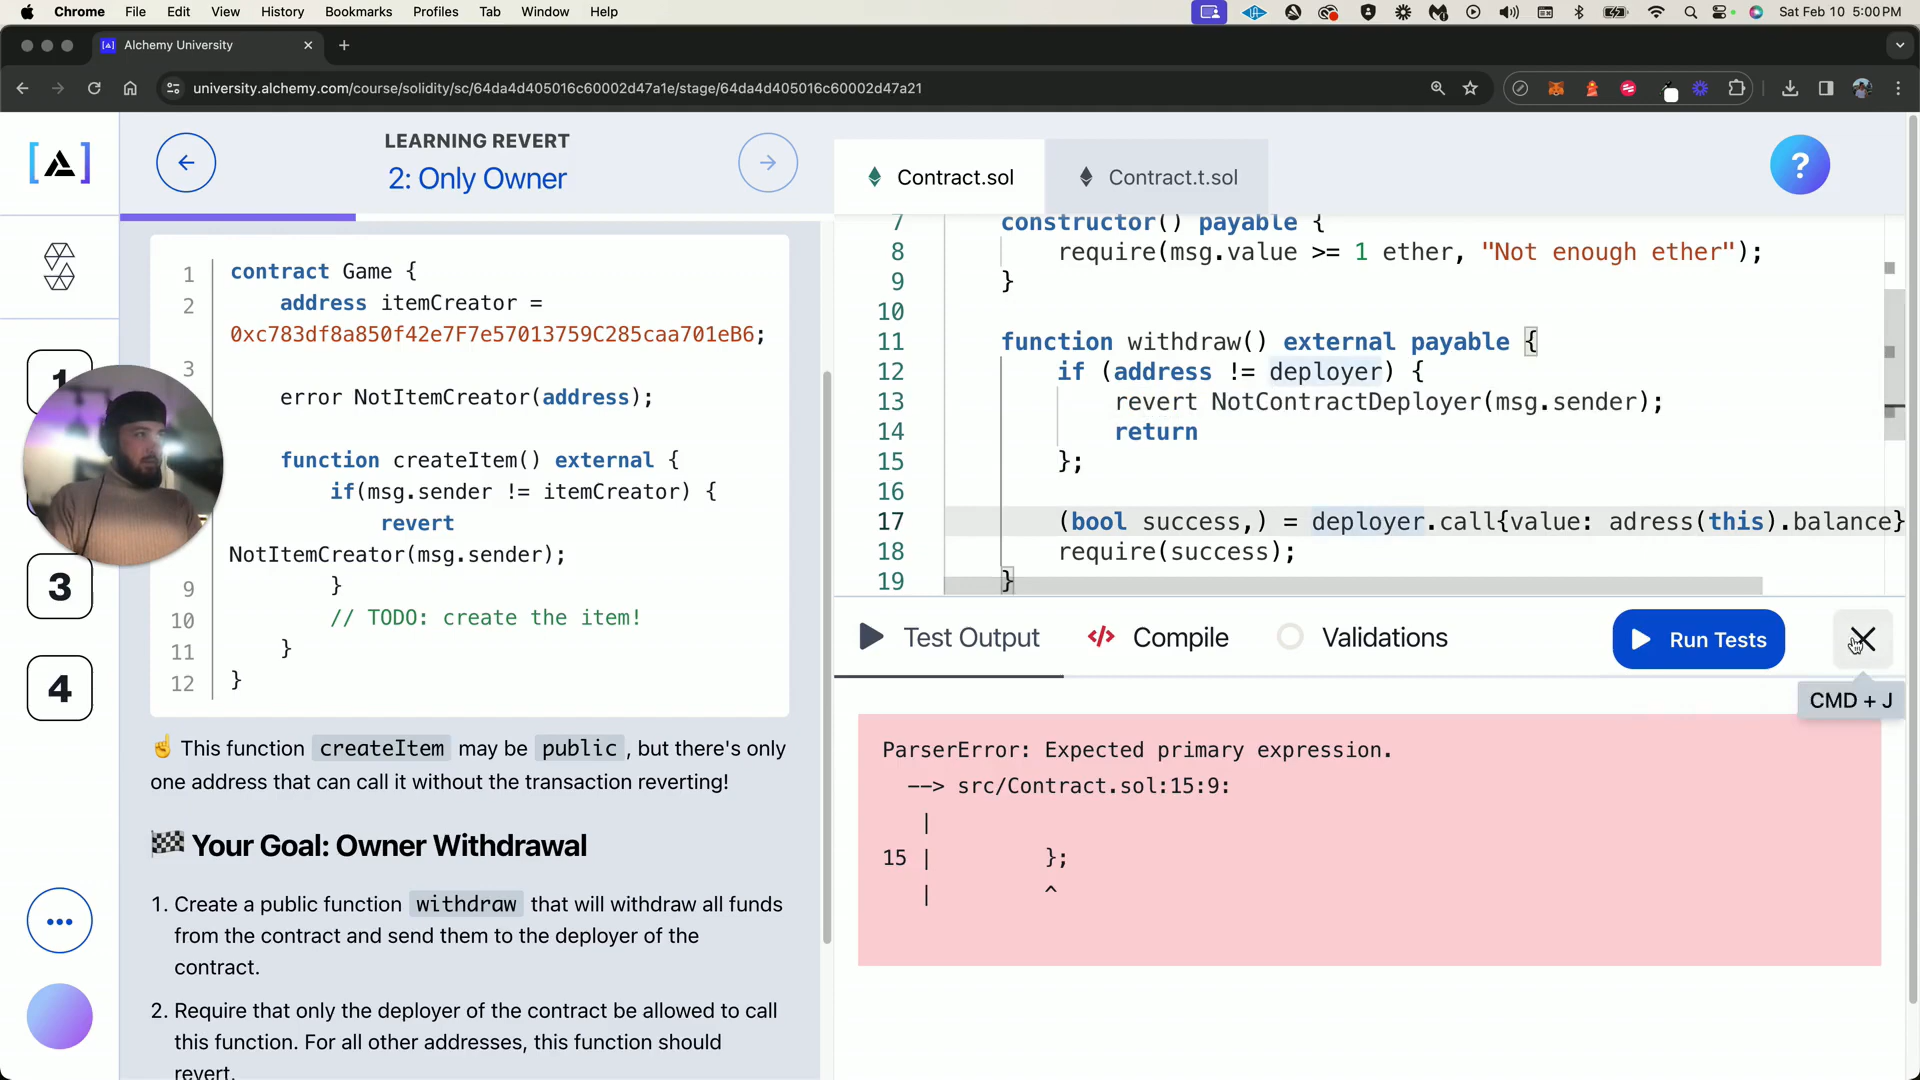 Chrome File Edit View History Bookmarks Profiles Tab Window Help Sat Feb 10 5:00 PM
Alchemy University
university.alchemy.com/course/solidity/sc/64da4d405016c60002d47a1e/stage/64da4d405016c60002d47a21
LEARNING REVERT
2: Only Owner
1
3
4
1 contract Game {
2 address itemCreator =
0xc783df8a850f42e7F7e57013759C285caa701eB6;
3
error NotItemCreator(address);
function createItem() external {
if(msg.sender != itemCreator) {
revert
NotItemCreator(msg.sender);
9 }
10 // TODO: create the item!
11 }
12 }
☝️ This function createItem may be public, but there's only
one address that can call it without the transaction reverting!
🏁 Your Goal: Owner Withdrawal
1. Create a public function withdraw that will withdraw all funds
from the contract and send them to the deployer of the
contract.
2. Require that only the deployer of the contract be allowed to call
this function. For all other addresses, this function should
revert.
Contract.sol Contract.t.sol
?
7 constructor() payable {
8 require(msg.value >= 1 ether, "Not enough ether");
9 }
10
11 function withdraw() external payable {
12 if (address != deployer) {
13 revert NotContractDeployer(msg.sender);
14 return
15 };
16
17 (bool success,) = deployer.call{value: adress(this).balance}
18 require(success);
19 }
Test Output </> Compile Validations Run Tests
CMD + J
ParserError: Expected primary expression.
--> src/Contract.sol:15:9:
|
15 | };
| ^